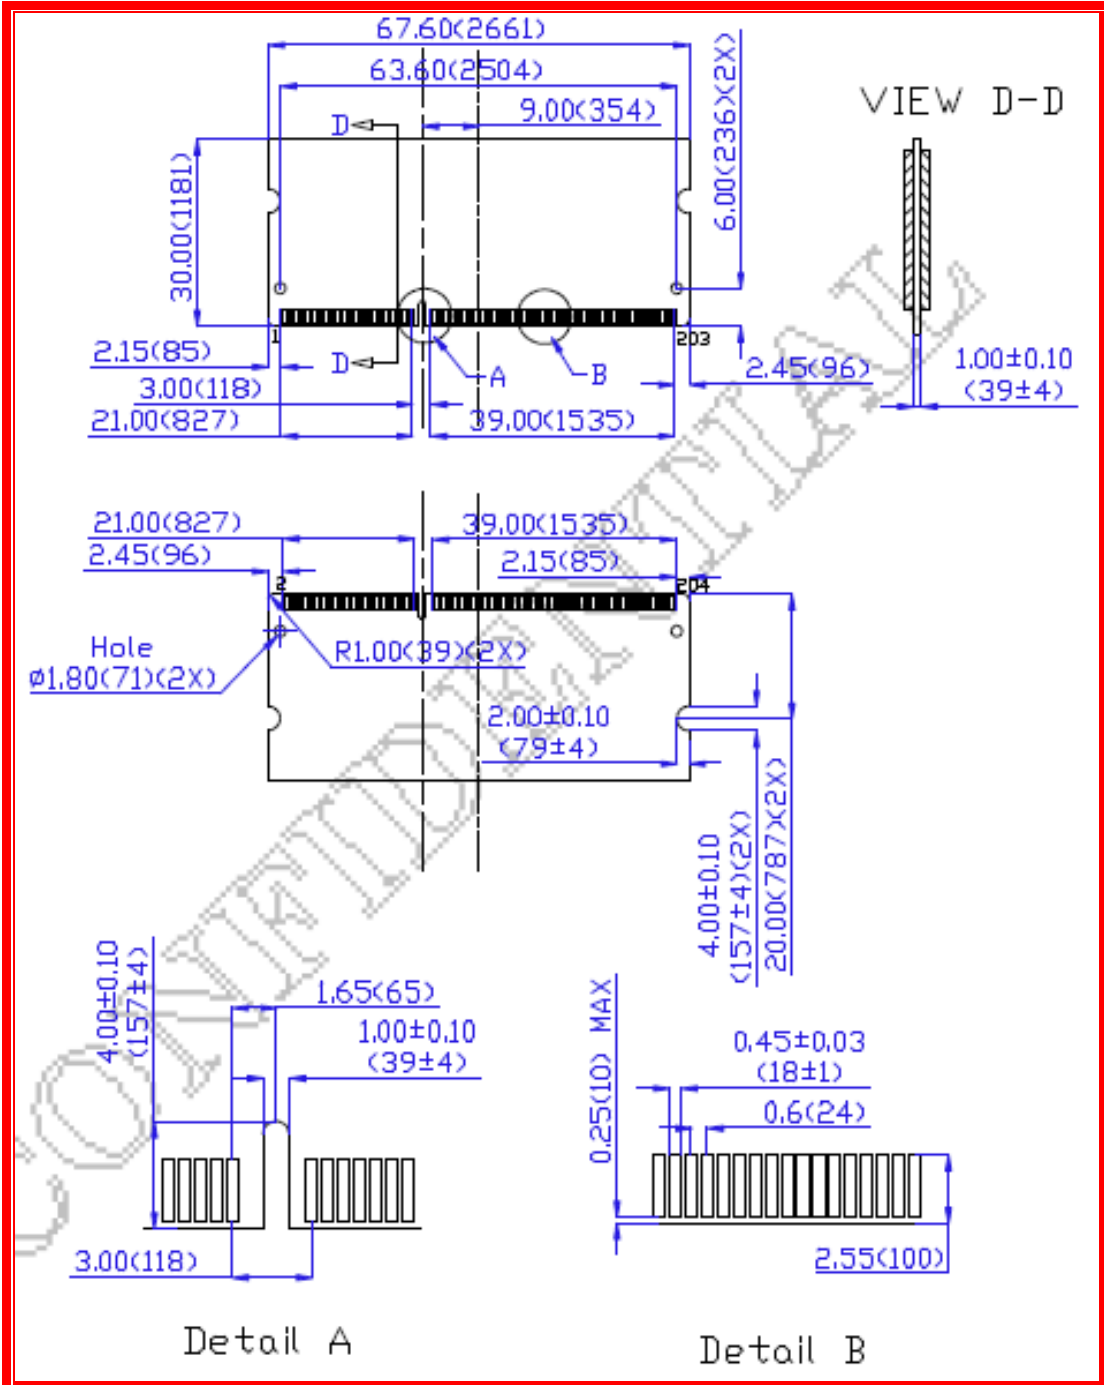 67.60(2661)
63.60(2504)
9.00(354)
VIEW D-D
D
6.00(236)(2X)
30.00(1181)
1
203
2.15(85)
D
A
B
2.45(96)
1.00±0.10
(39±4)
3.00(118)
21.00(827)
39.00(1535)
21.00(827)
39.00(1535)
2.45(96)
2.15(85)
2
204
Hole
ø1.80(71)(2X)
R1.00(39)(2X)
2.00±0.10
(79±4)
4.00±0.10
(157±4)(2X)
20.00(787)(2X)
CONFIDENTIAL
4.00±0.10
(157±4)
1.65(65)
1.00±0.10
(39±4)
3.00(118)
Detail A
0.25(10) MAX
0.45±0.03
(18±1)
0.6(24)
2.55(100)
Detail B